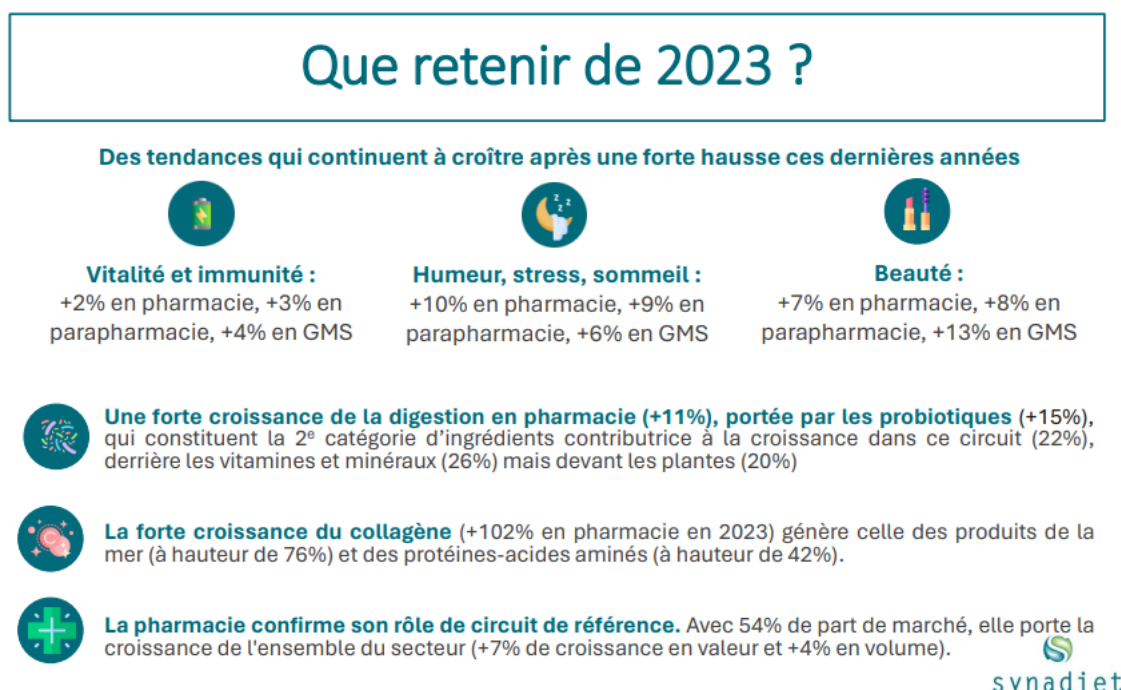 Que retenir de 2023 ?
Des tendances qui continuent à croître après une forte hausse ces dernières années
z z z
Vitalité et immunité :
+2% en pharmacie, +3% en
parapharmacie, +4% en GMS
Humeur, stress, sommeil :
+10% en pharmacie, +9% en
parapharmacie, +6% en GMS
Beauté :
+7% en pharmacie, +8% en
parapharmacie, +13% en GMS
Une forte croissance de la digestion en pharmacie (+11%), portée par les probiotiques (+15%),
qui constituent la 2e catégorie d'ingrédients contributrice à la croissance dans ce circuit (22%),
derrière les vitamines et minéraux (26%) mais devant les plantes (20%)
La forte croissance du collagène (+102% en pharmacie en 2023) génère celle des produits de la
mer (à hauteur de 76%) et des protéines-acides aminés (à hauteur de 42%).
La pharmacie confirme son rôle de circuit de référence. Avec 54% de part de marché, elle porte la
croissance de l'ensemble du secteur (+7% de croissance en valeur et +4% en volume).
synadiet